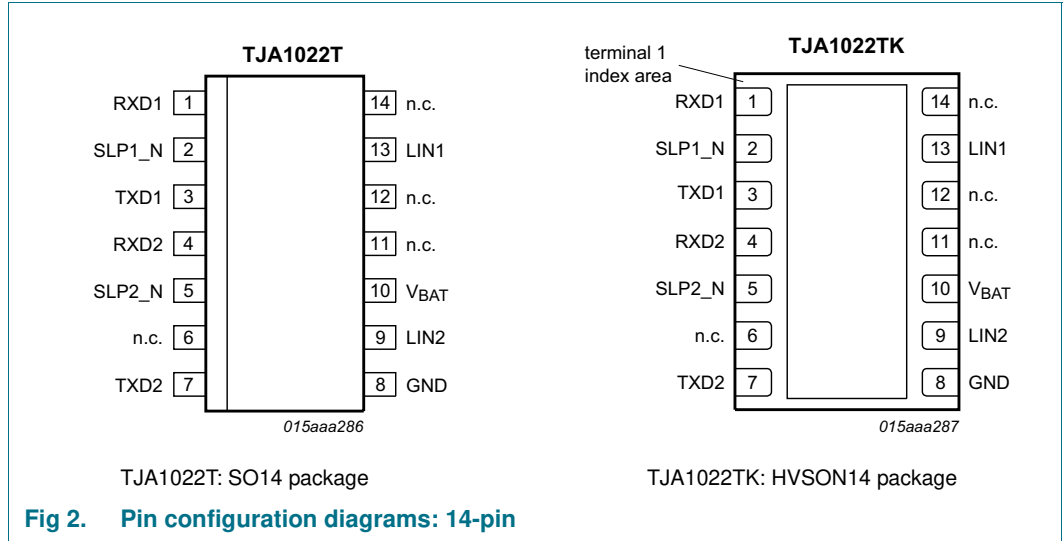 TJA1022T
RXD1 1 14 n.c.
SLP1_N 2 13 LIN1
TXD1 3 12 n.c.
RXD2 4 11 n.c.
SLP2_N 5 10 VBAT
n.c. 6 9 LIN2
TXD2 7 8 GND
015aaa286
TJA1022T: SO14 package
TJA1022TK
terminal 1
index area
RXD1 1 14 n.c.
SLP1_N 2 13 LIN1
TXD1 3 12 n.c.
RXD2 4 11 n.c.
SLP2_N 5 10 VBAT
n.c. 6 9 LIN2
TXD2 7 8 GND
015aaa287
TJA1022TK: HVSON14 package
Fig 2. Pin configuration diagrams: 14-pin